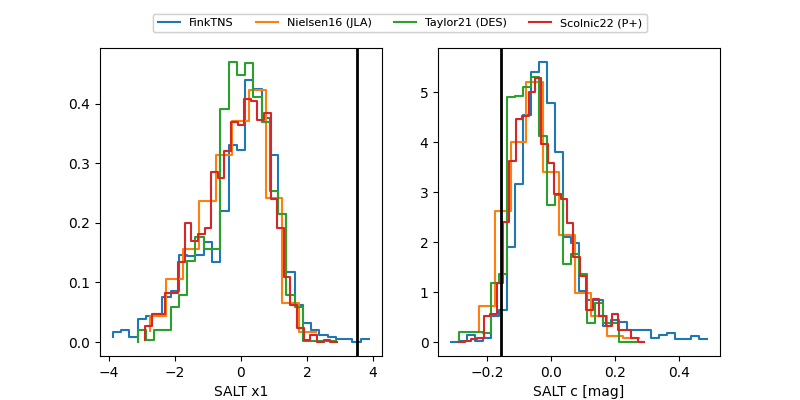 FinkTNS Nielsen16 (JLA) Taylor21 (DES) Scolnic22 (P+)
0.4
0.3
0.2
0.1
0.0
−4 −2 0 2 4
SALT x1
5
4
3
2
1
0
−0.2 0.0 0.2 0.4
SALT c [mag]